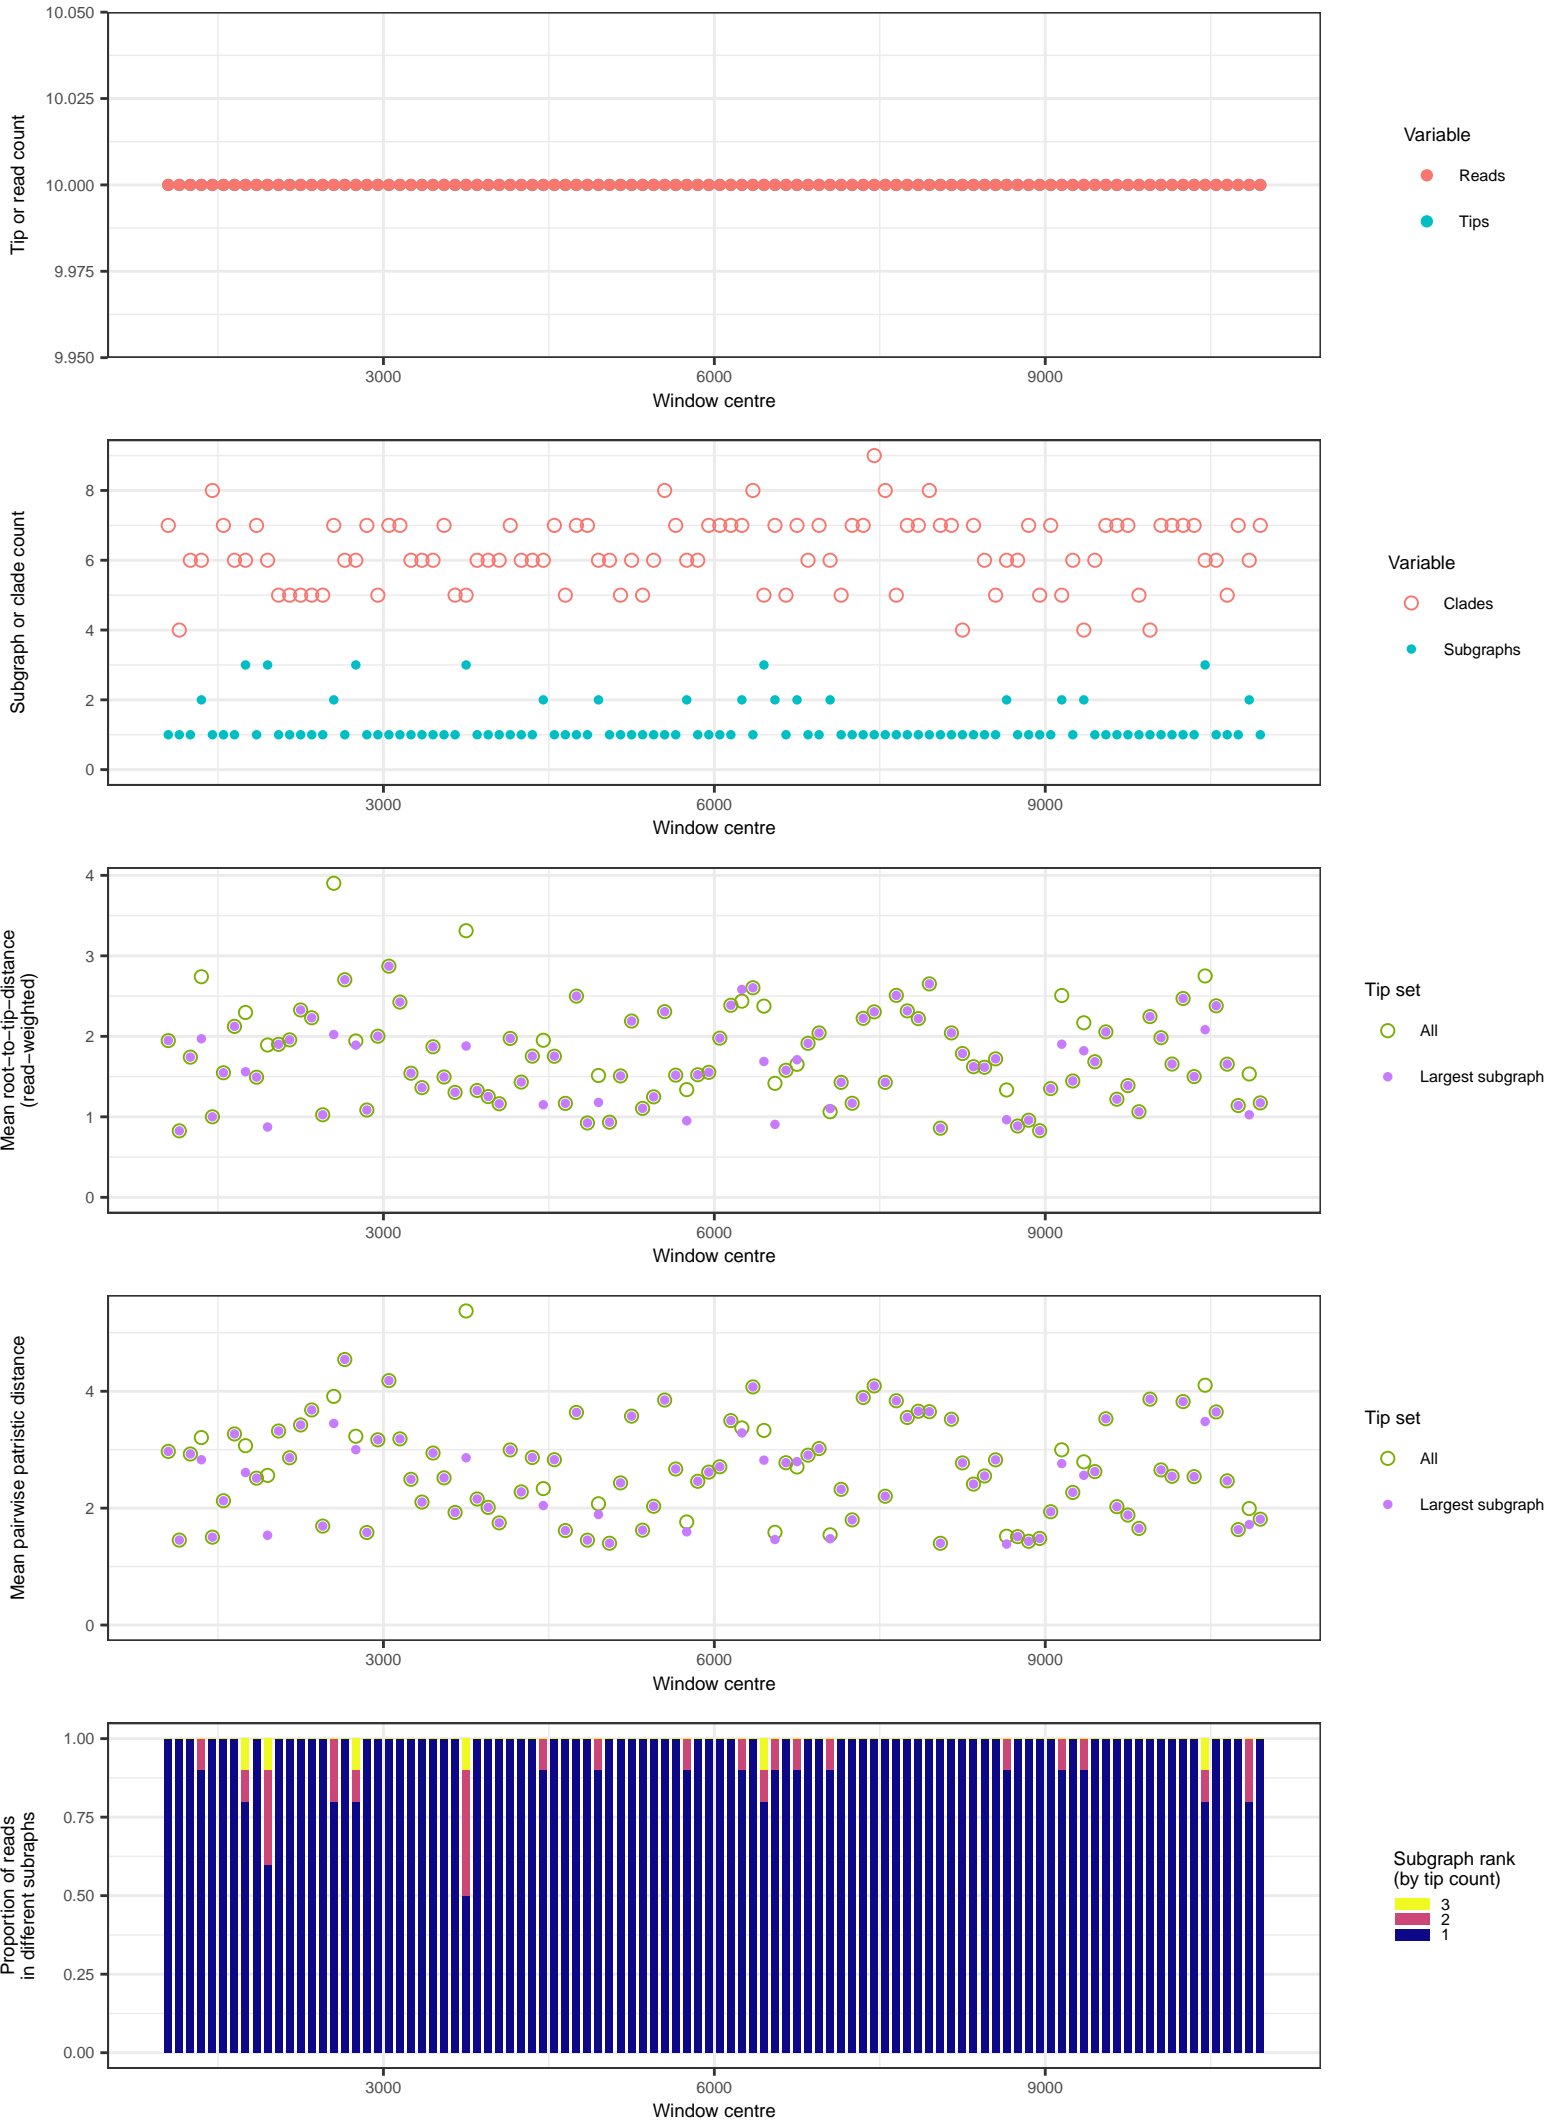 10.050
10.025
10.000
9.975
9.950
Tip or read count
3000 6000 9000
Window centre
Variable
Reads
Tips
8
6
4
2
0
Subgraph or clade count
3000 6000 9000
Window centre
Variable
Clades
Subgraphs
4
3
2
1
0
Mean root−to−tip−distance
(read−weighted)
3000 6000 9000
Window centre
Tip set
All
Largest subgraph
4
2
0
Mean pairwise patristic distance
3000 6000 9000
Window centre
Tip set
All
Largest subgraph
1.00
0.75
0.50
0.25
0.00
Proportion of reads
in different subraphs
3000 6000 9000
Window centre
Subgraph rank
(by tip count)
3
2
1